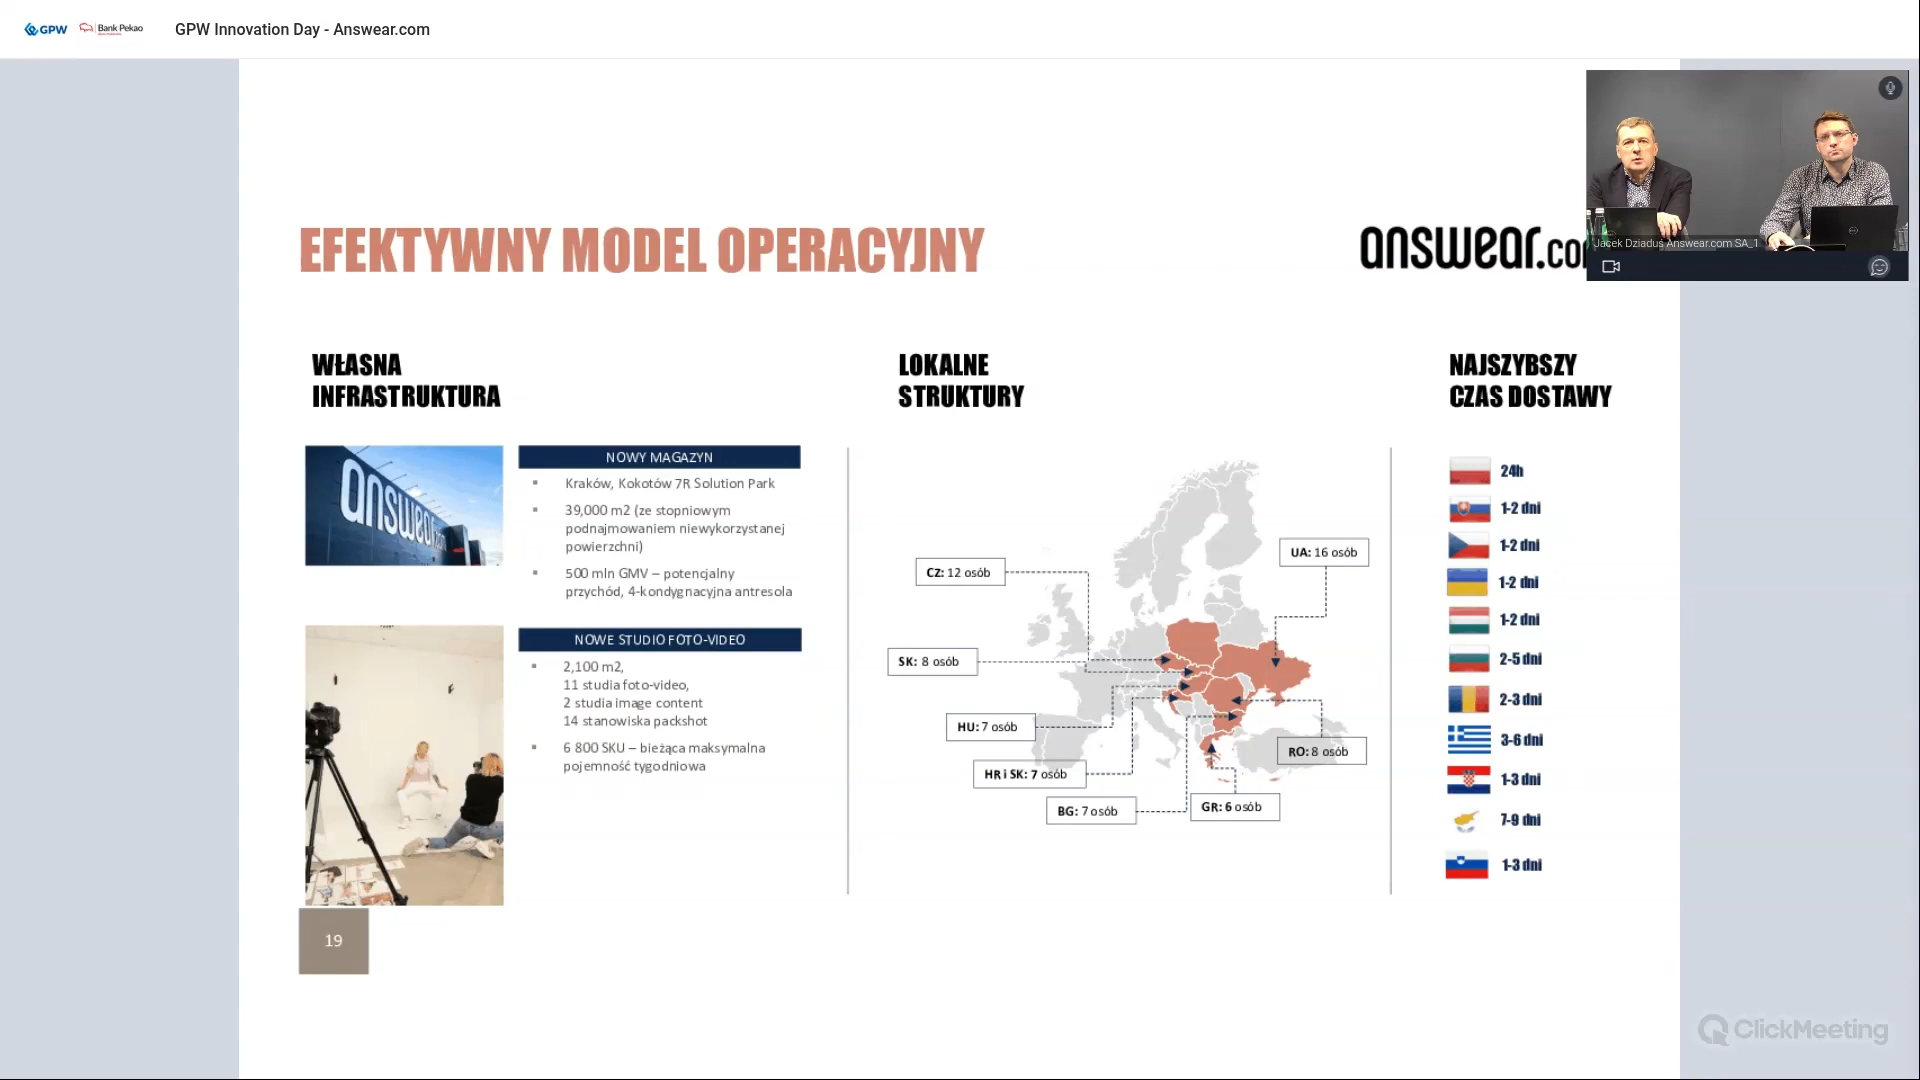 GPW
Bank Pekao
GPW Innovation Day - Answear.com
Jacek Dziaduś Answear.com SA_1
EFEKTYWNY MODEL OPERACYJNY
answear.co
WŁASNA
INFRASTRUKTURA
LOKALNE
STRUKTURY
NAJSZYBSZY
CZAS DOSTAWY
answear.com
NOWY MAGAZYN
▪ Kraków, Kokotów 7R Solution Park
▪ 39,000 m2 (ze stopniowym
podnajmowaniem niewykorzystanej
powierzchni)
▪ 500 mln GMV – potencjalny
przychód, 4-kondygnacyjna antresola
NOWE STUDIO FOTO-VIDEO
▪ 2,100 m2,
11 studia foto-video,
2 studia image content
14 stanowiska packshot
▪ 6 800 SKU – bieżąca maksymalna
pojemność tygodniowa
UA: 16 osób
CZ: 12 osób
SK: 8 osób
HU: 7 osób
RO: 8 osób
HR i SK: 7 osób
GR: 6 osób
BG: 7 osób
24h
1-2 dni
1-2 dni
1-2 dni
1-2 dni
2-5 dni
2-3 dni
3-6 dni
1-3 dni
7-9 dni
1-3 dni
19
ClickMeeting